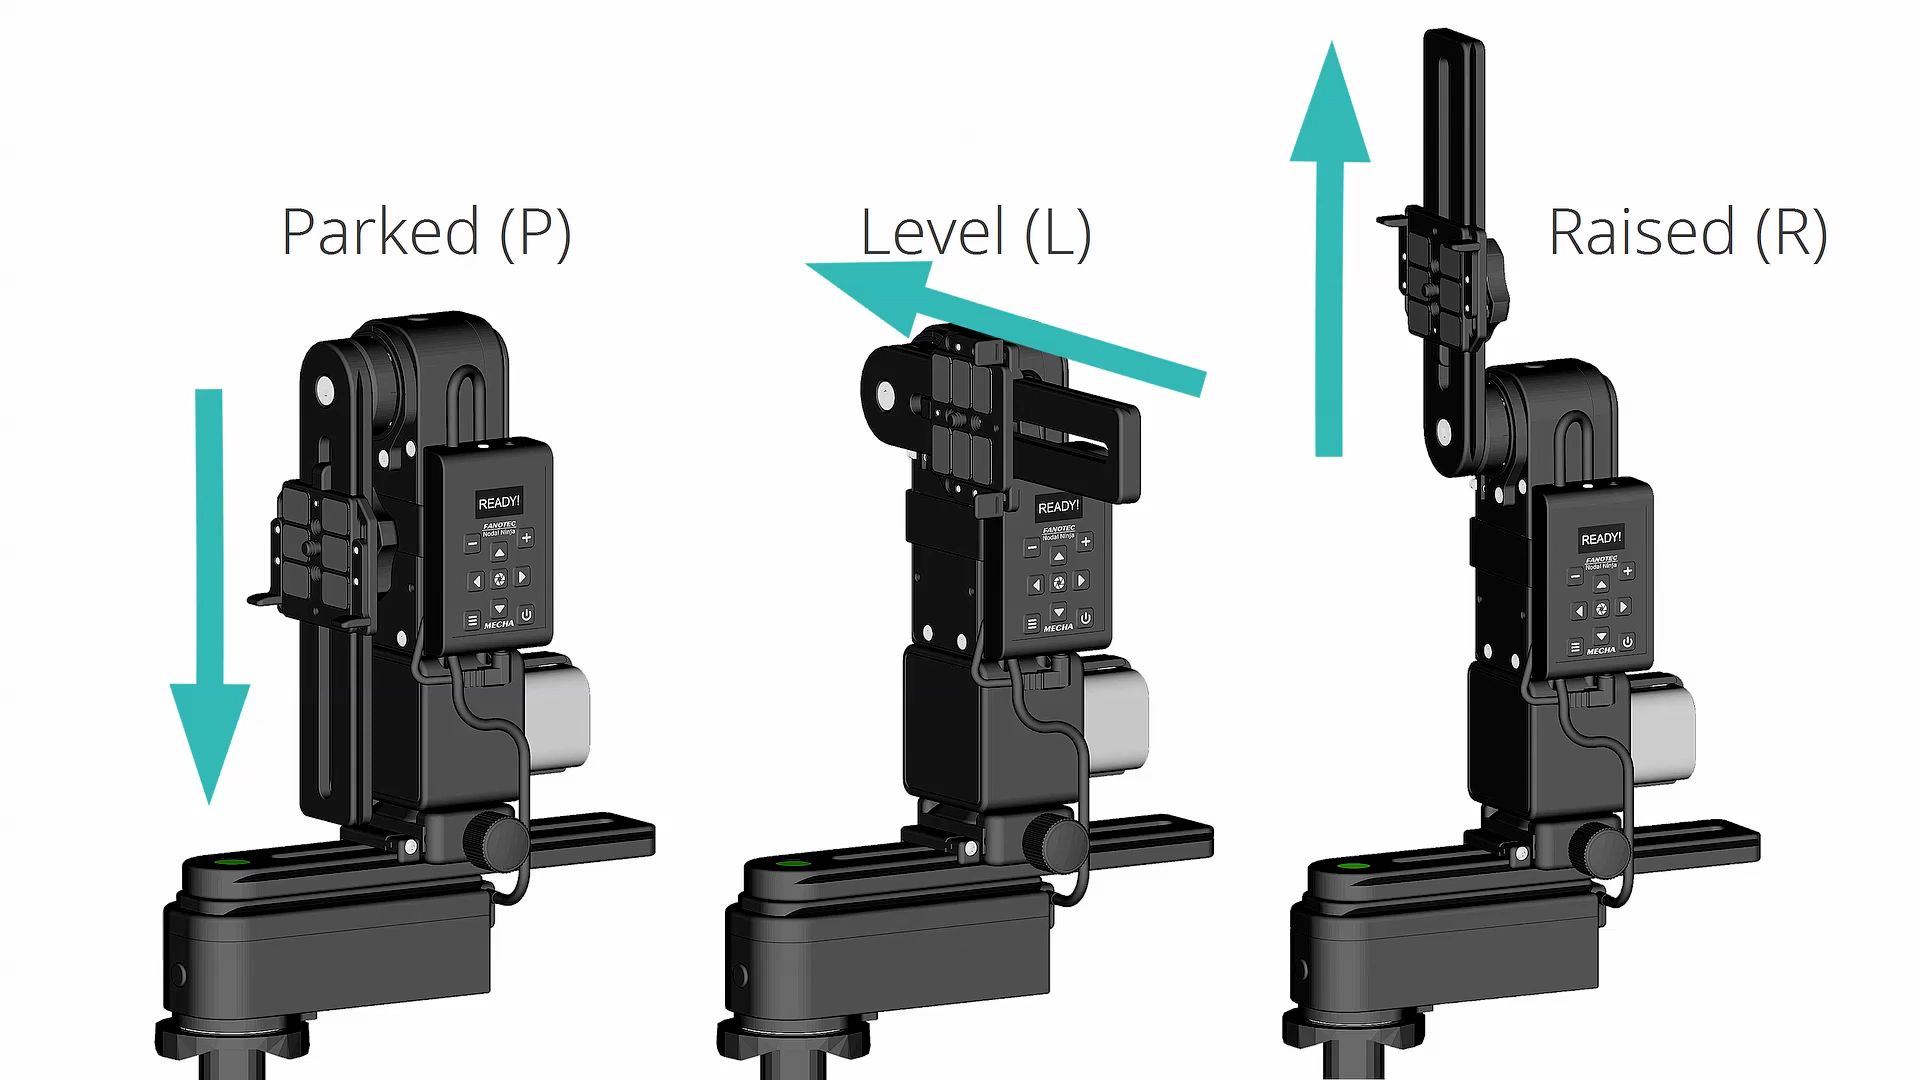 Parked (P)
READY!
FANOTEC
Nodal Ninja
MECHA
Level (L)
READY!
FANOTEC
Nodal Ninja
MECHA
Raised (R)
READY!
FANOTEC
Nodal Ninja
MECHA